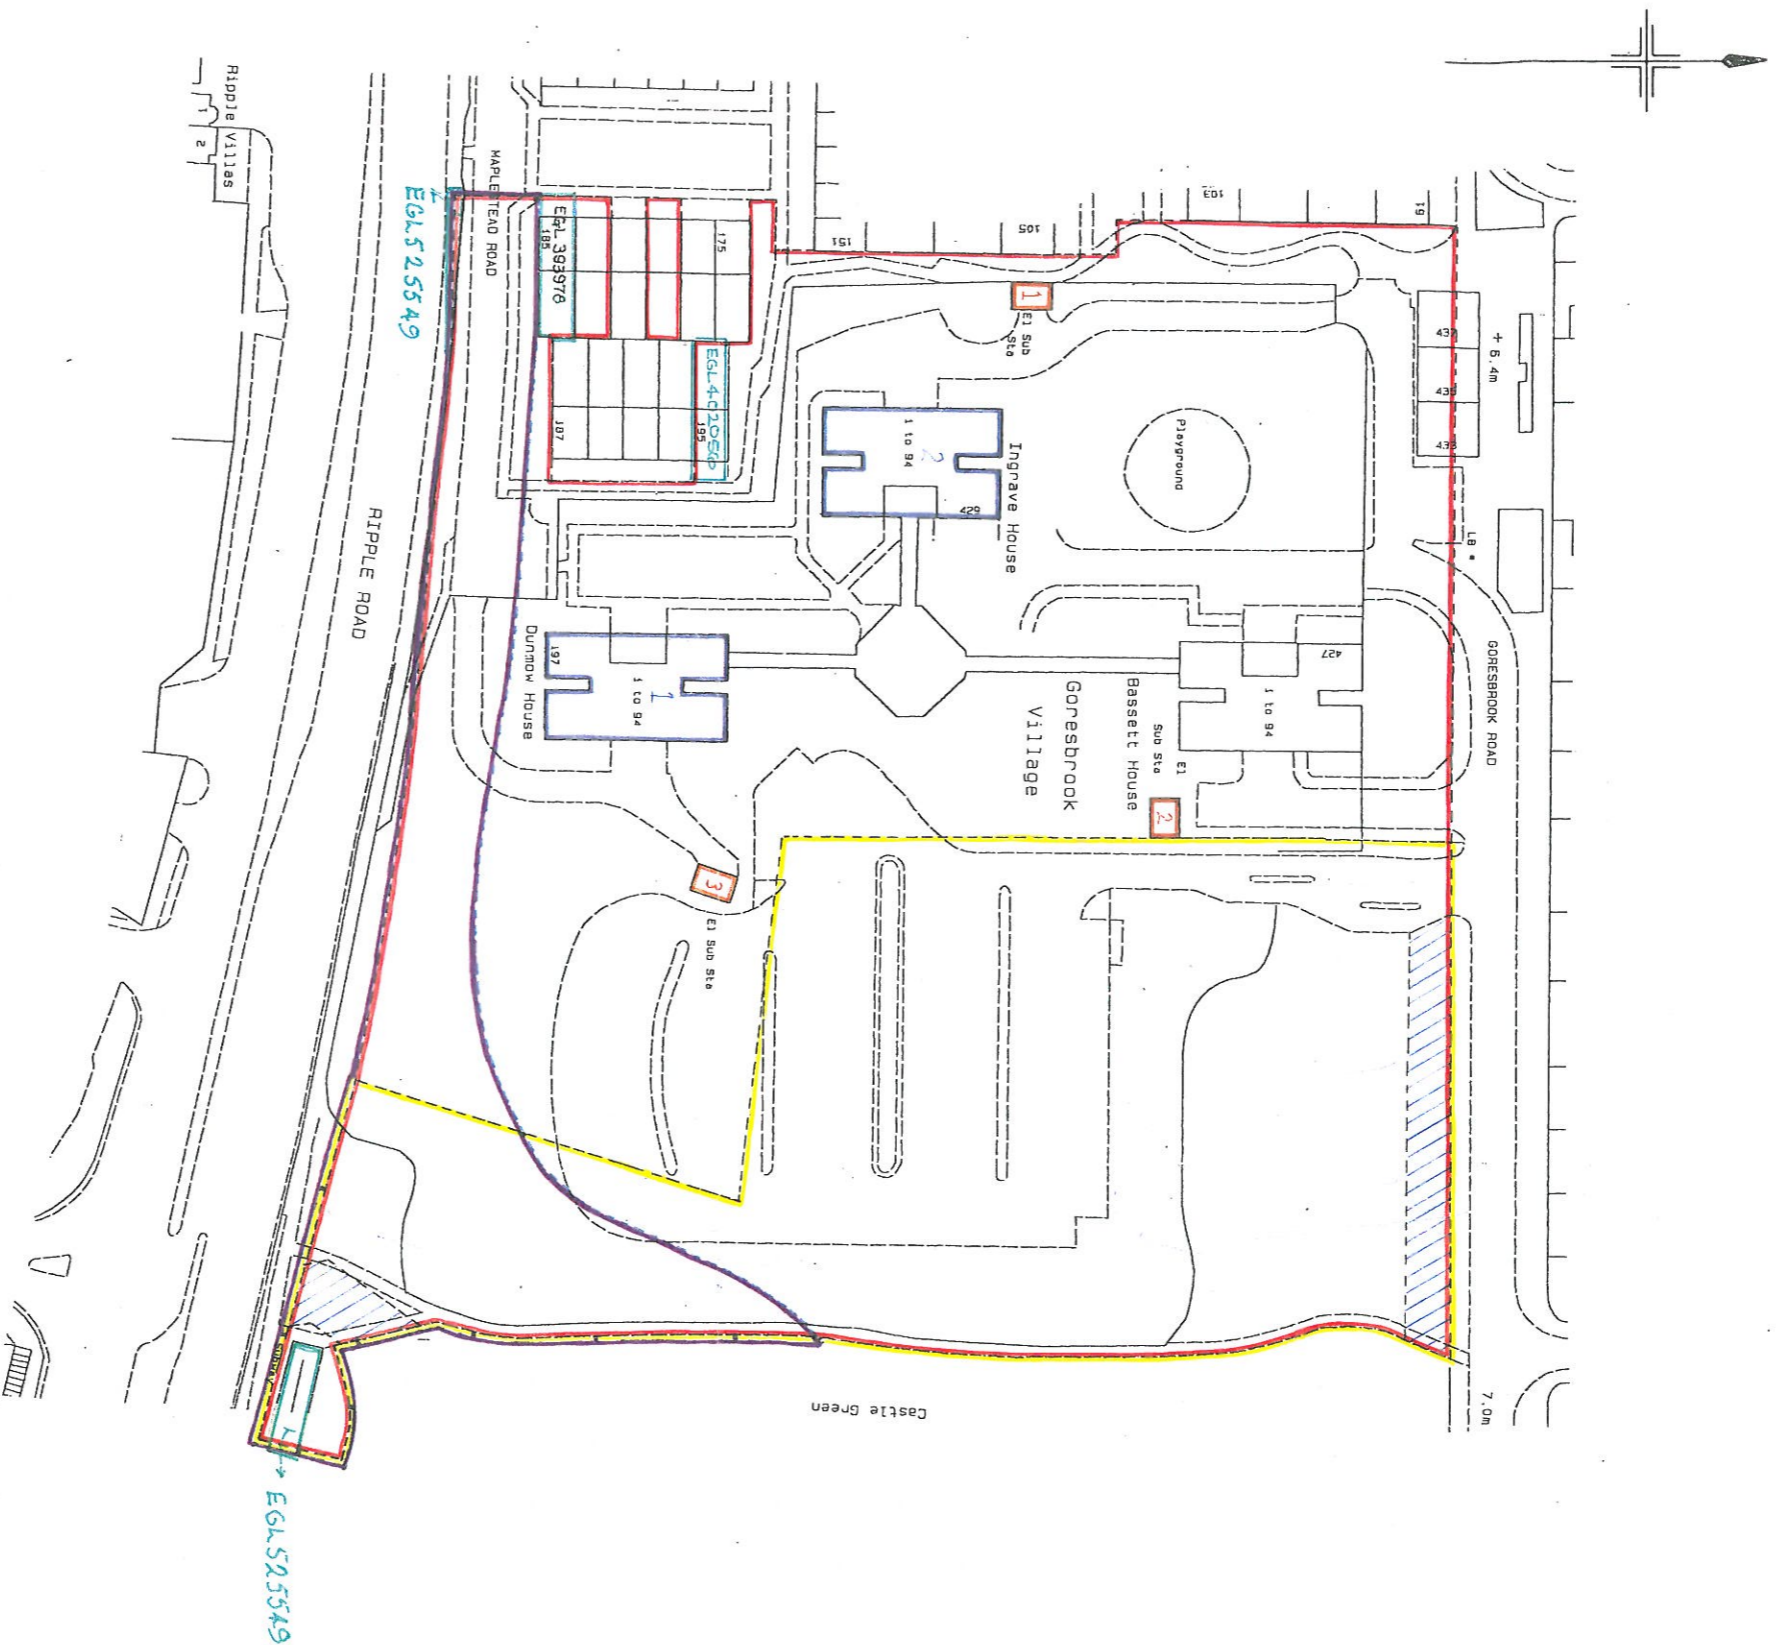 Ripple Villas
1
2
MAPLESTEAD ROAD
EGL525549
EGL393978
185
175
EGL402056
187
195
151
105
103
91
1
El Sub
Sta
437
435
433
+ 6.4m
Playground
LB
Ingrave House
1 to 94
2
429
RIPPLE ROAD
Dunmow House
197
1 to 94
1
427
1 to 94
Bassett House
Goresbrook
Village
El
Sub Sta
2
GORESBROOK ROAD
3
El Sub Sta
Castle Green
7.0m
EGL525549